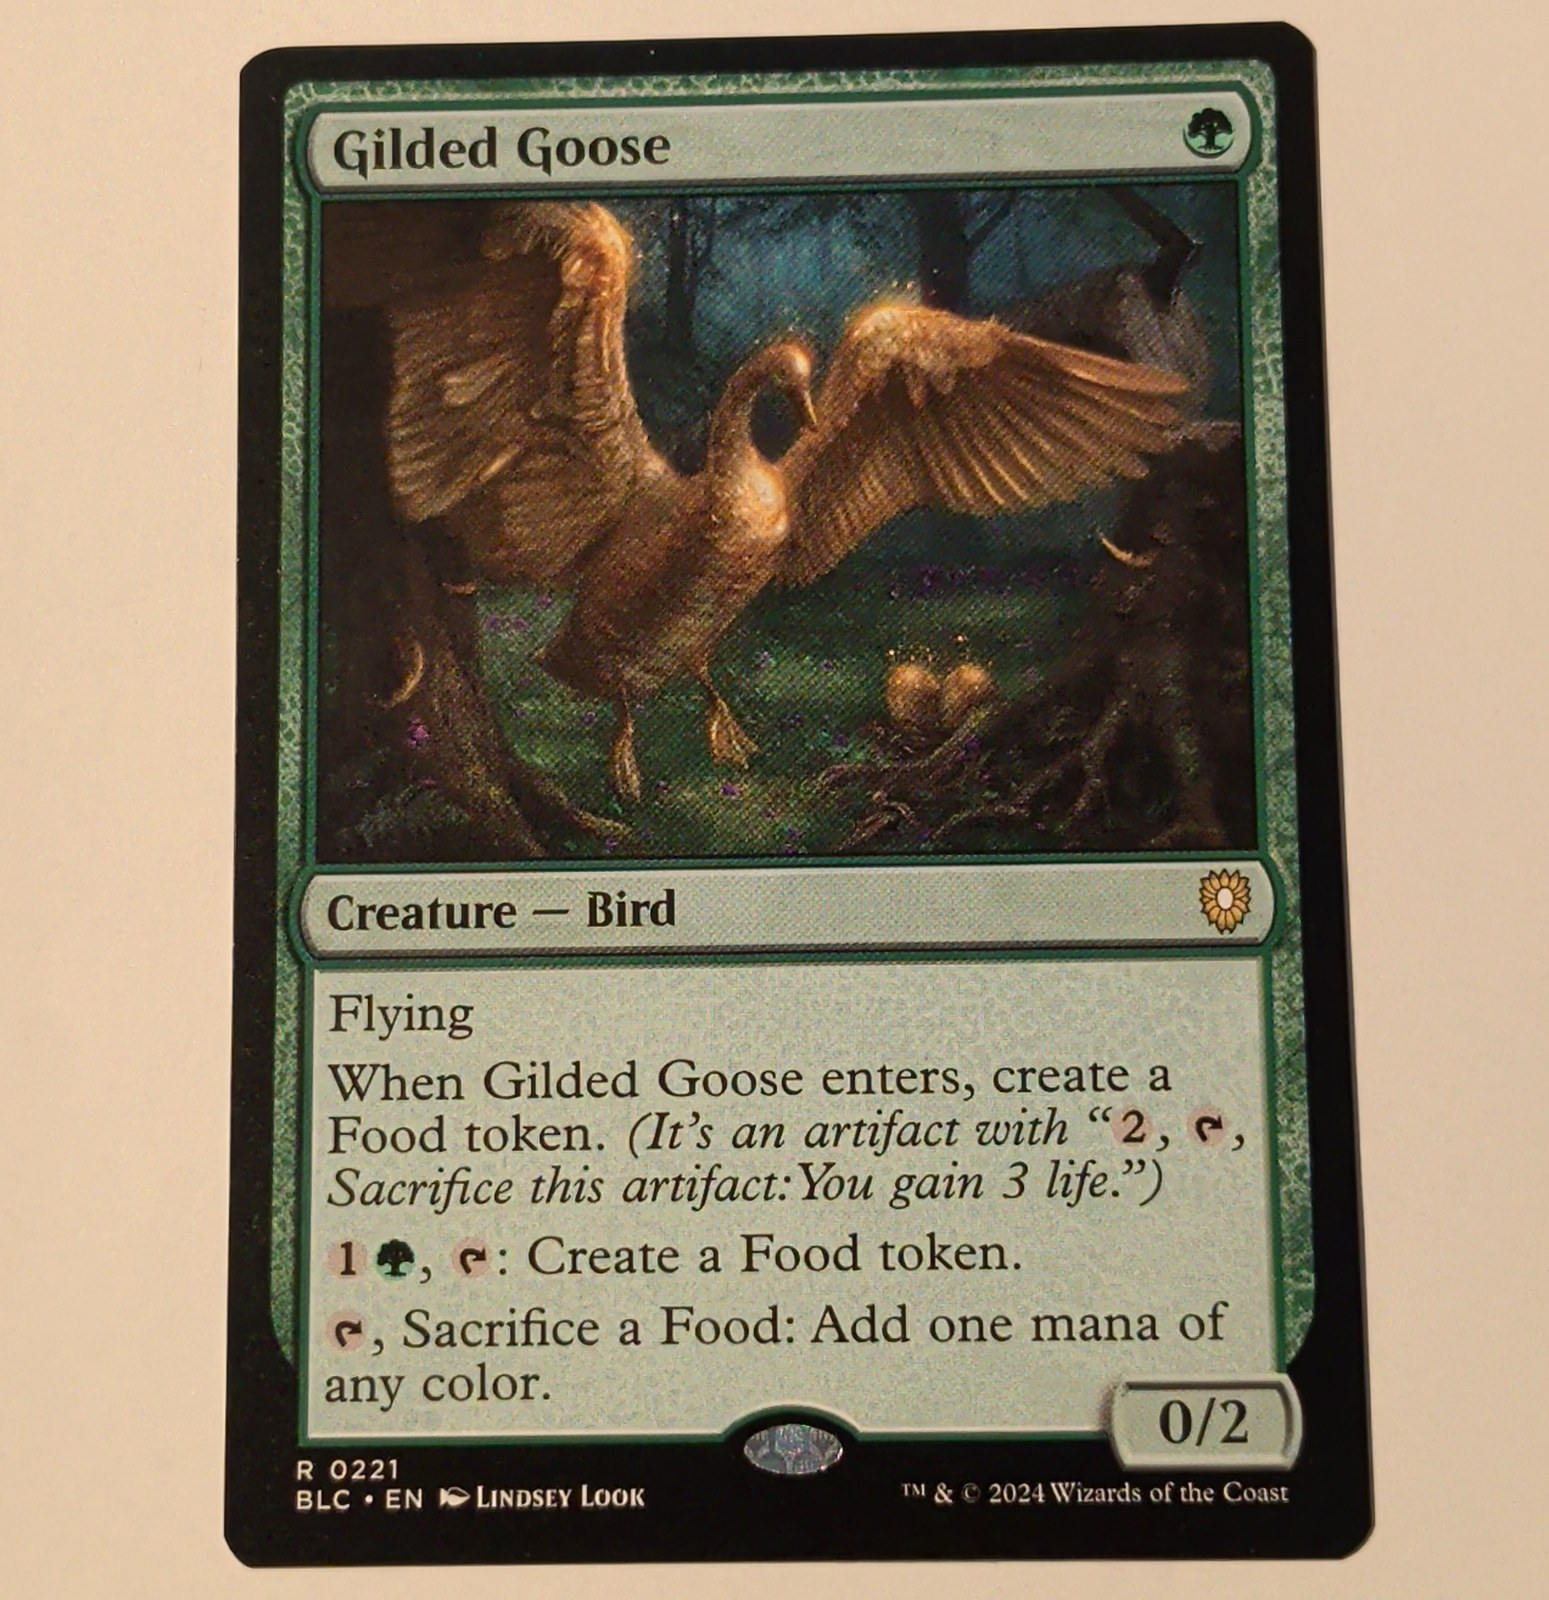 Gilded Goose
Creature — Bird
Flying
When Gilded Goose enters, create a
Food token. (It's an artifact with “2, ,
Sacrifice this artifact: You gain 3 life.”)
1 , : Create a Food token.
, Sacrifice a Food: Add one mana of
any color.
0/2
R 0221
BLC • EN LINDSEY LOOK
™ & © 2024 Wizards of the Coast